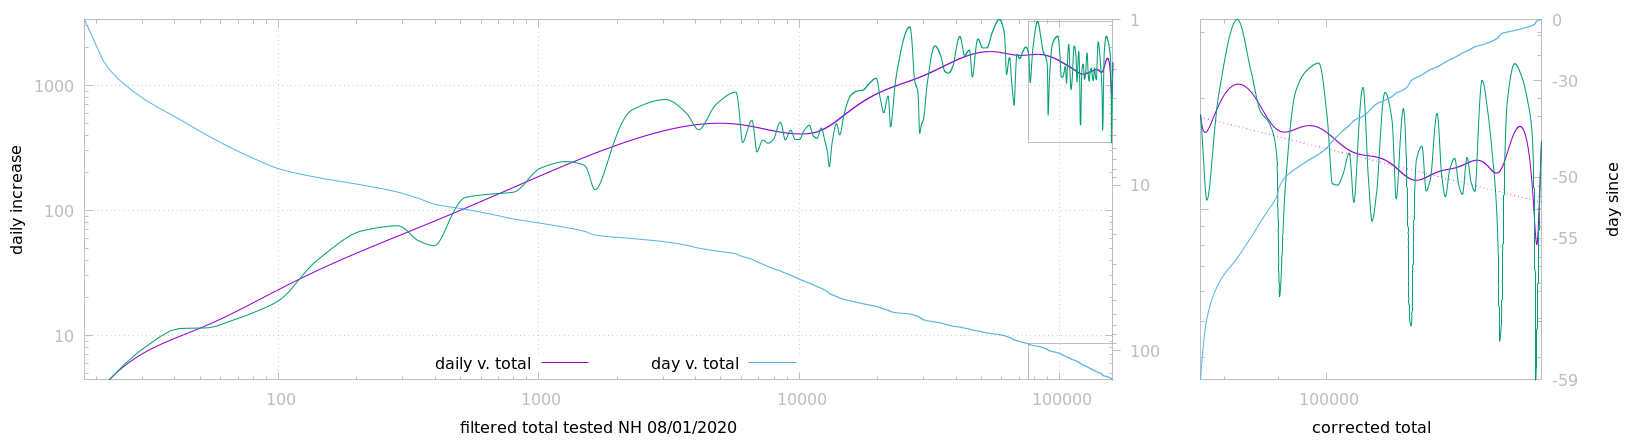 1000
100
10
daily increase
daily v. total
day v. total
100
1000
10000
100000
filtered total tested NH 08/01/2020
1
10
100
0
-30
-50
-55
-59
day since
100000
corrected total